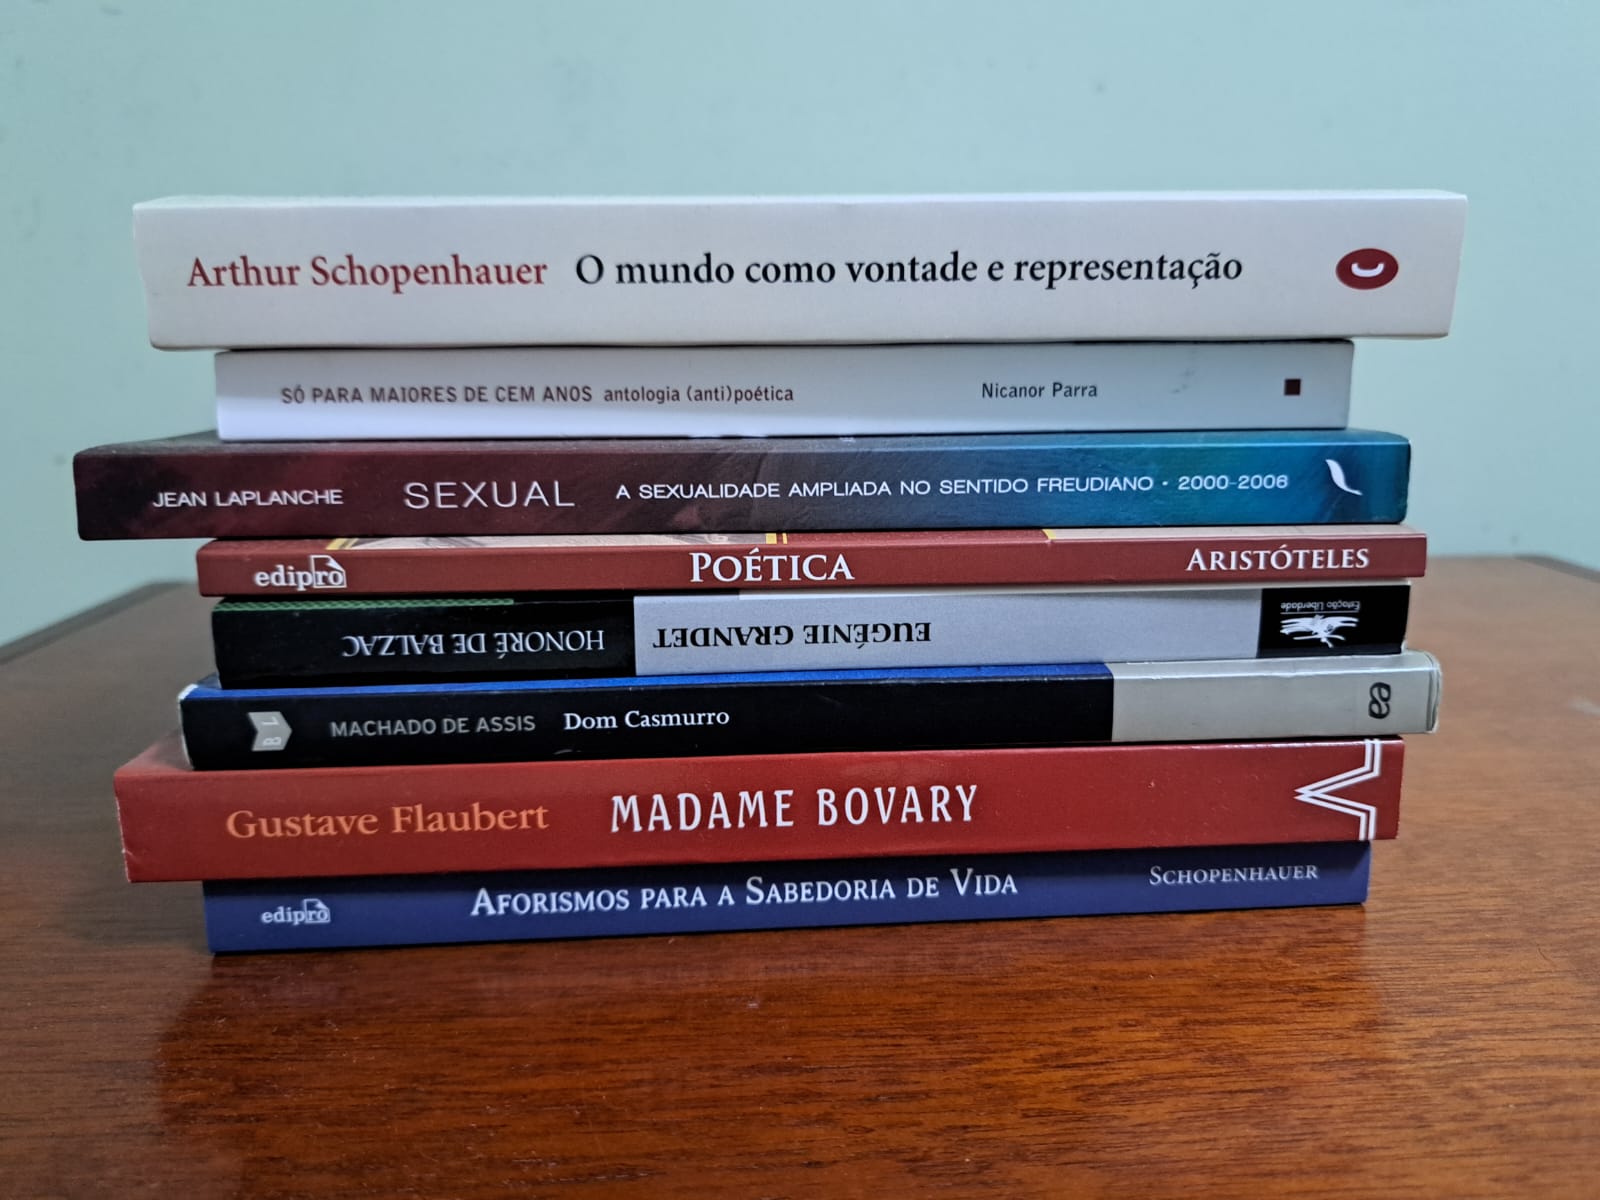 Arthur Schopenhauer O mundo como vontade e representação
SÓ PARA MAIORES DE CEM ANOS antologia (anti)poética Nicanor Parra
JEAN LAPLANCHE SEXUAL A SEXUALIDADE AMPLIADA NO SENTIDO FREUDIANO • 2000-2006
edipro POÉTICA ARISTÓTELES
HONORÉ DE BALZAC EUGÉNIE GRANDET Estação Liberdade
MACHADO DE ASSIS Dom Casmurro
Gustave Flaubert MADAME BOVARY
edipro AFORISMOS PARA A SABEDORIA DE VIDA SCHOPENHAUER